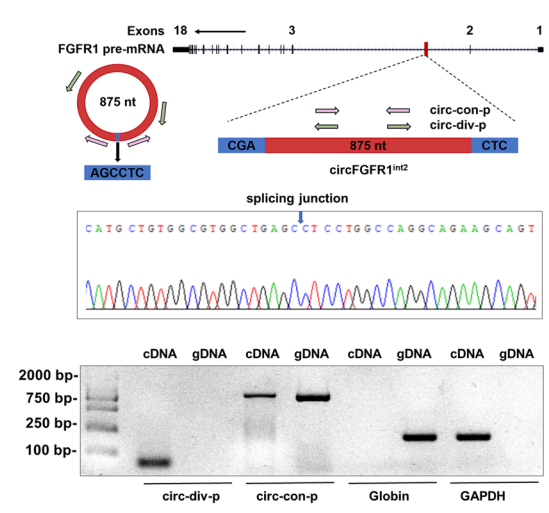 Exons 18 3 2 1
FGFR1 pre-mRNA
875 nt
circ-con-p
circ-div-p
CGA 875 nt CTC
AGCCTC
circFGFR1int2
splicing junction
CATGCTGTGGCGTGGCTGAGCCTCCTGGCCAGGCAGAAGCAGT
cDNA gDNA cDNA gDNA cDNA gDNA cDNA gDNA
2000 bp-
750 bp-
250 bp-
100 bp-
circ-div-p circ-con-p Globin GAPDH